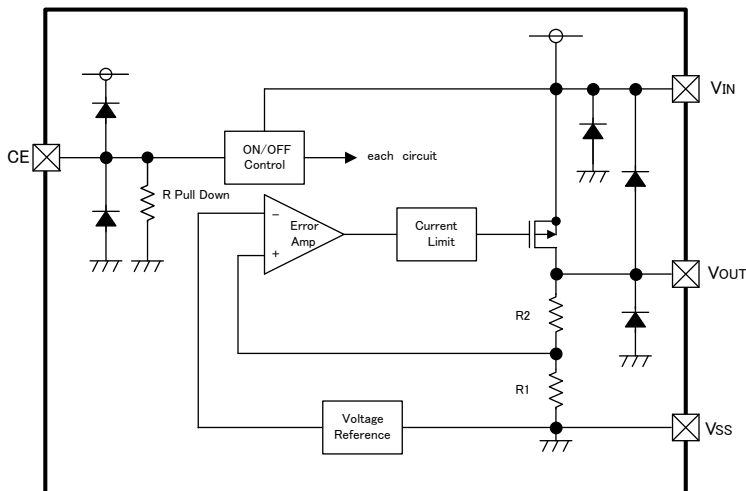 VIN
CE
ON/OFF
Control
each circuit
R Pull Down
−
Error
Amp
+
Current
Limit
VOUT
R2
R1
Voltage
Reference
VSS